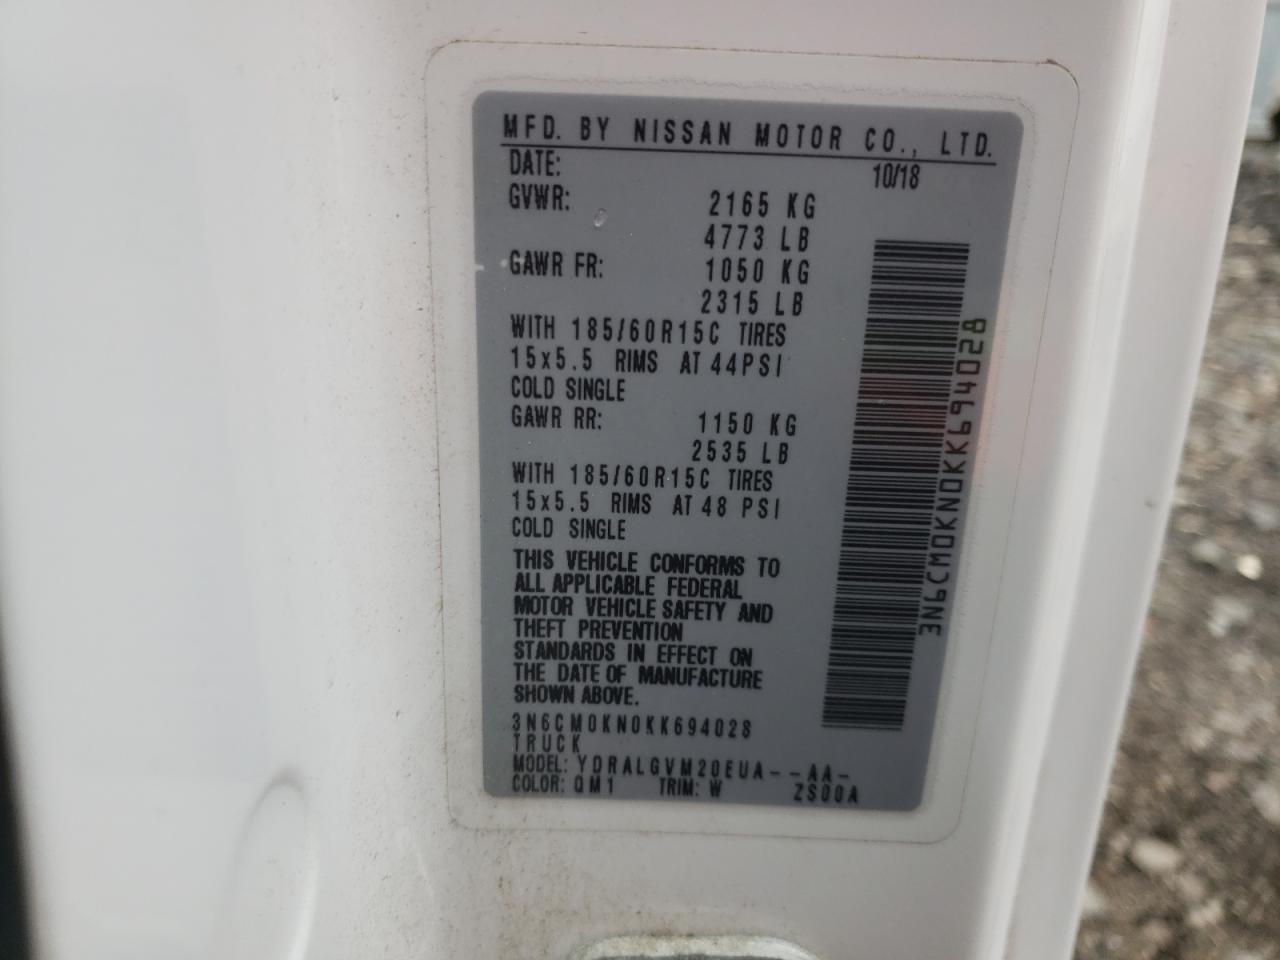 MFD. BY NISSAN MOTOR CO., LTD.
DATE: 10/18
GVWR: 2165 KG
4773 LB
GAWR FR: 1050 KG
2315 LB
WITH 185/60R15C TIRES
15x5.5 RIMS AT 44PSI
COLD SINGLE
GAWR RR: 1150 KG
2535 LB
WITH 185/60R15C TIRES
15x5.5 RIMS AT 48 PSI
COLD SINGLE
THIS VEHICLE CONFORMS TO
ALL APPLICABLE FEDERAL
MOTOR VEHICLE SAFETY AND
THEFT PREVENTION
STANDARDS IN EFFECT ON
THE DATE OF MANUFACTURE
SHOWN ABOVE.
3N6CM0KN0KK694028
TRUCK
MODEL: YDRALGVM20EUA--AA-
COLOR: QM1 TRIM: W ZS00A
3N6CM0KN0KK694028